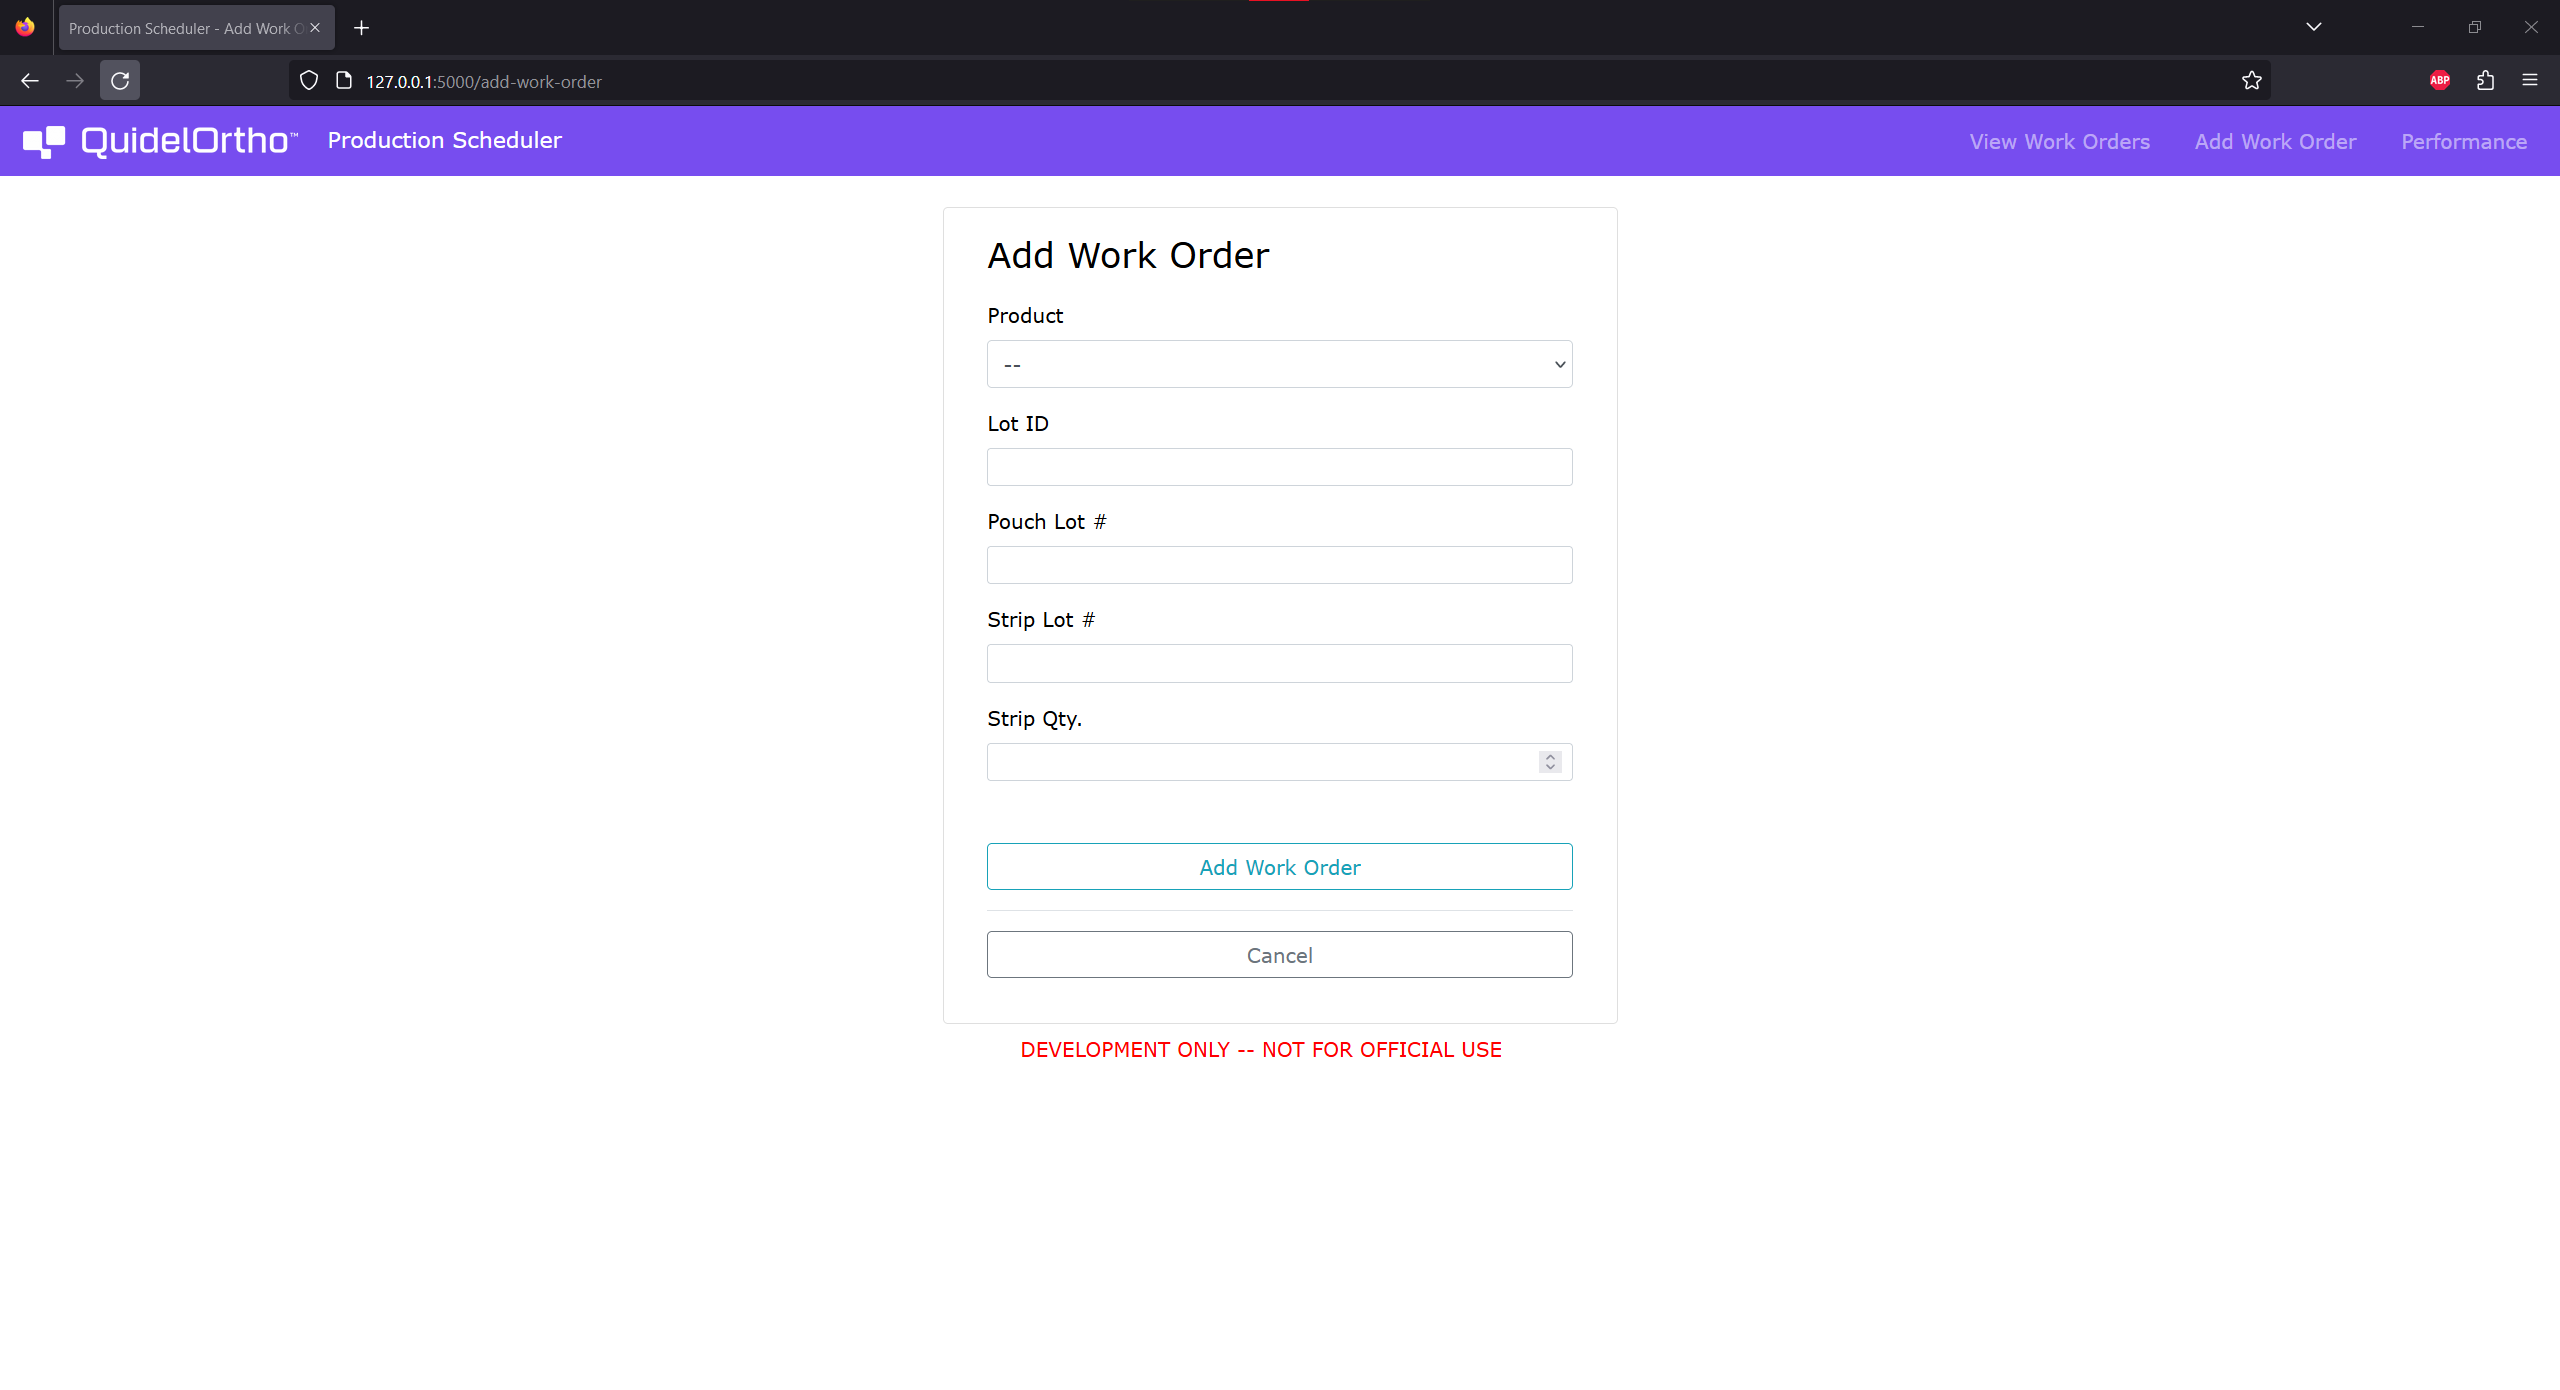 Production Scheduler - Add Work O
127.0.0.1:5000/add-work-order
ABP
QuidelOrtho™ Production Scheduler View Work Orders Add Work Order Performance
Add Work Order
Product
--
Lot ID
Pouch Lot #
Strip Lot #
Strip Qty.
Add Work Order
Cancel
DEVELOPMENT ONLY -- NOT FOR OFFICIAL USE